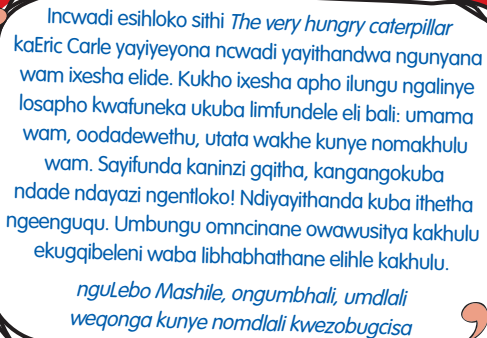 Incwadi esihloko sithi The very hungry caterpillar
kaEric Carle yayiyeyona ncwadi yayithandwa ngunyana
wam ixesha elide. Kukho ixesha apho ilungu ngalinye
losapho kwafuneka ukuba limfundele eli bali: umama
wam, oodadewethu, utata wakhe kunye nomakhulu
wam. Sayifunda kaninzi gqitha, kangangokuba
ndade ndayazi ngentloko! Ndiyayithanda kuba ithetha
ngeenguqu. Umbungu omncinane owawusitya kakhulu
ekugqibeleni waba libhabhathane elihle kakhulu.
nguLebo Mashile, ongumbhali, umdlali
weqonga kunye nomdlali kwezobugcisa